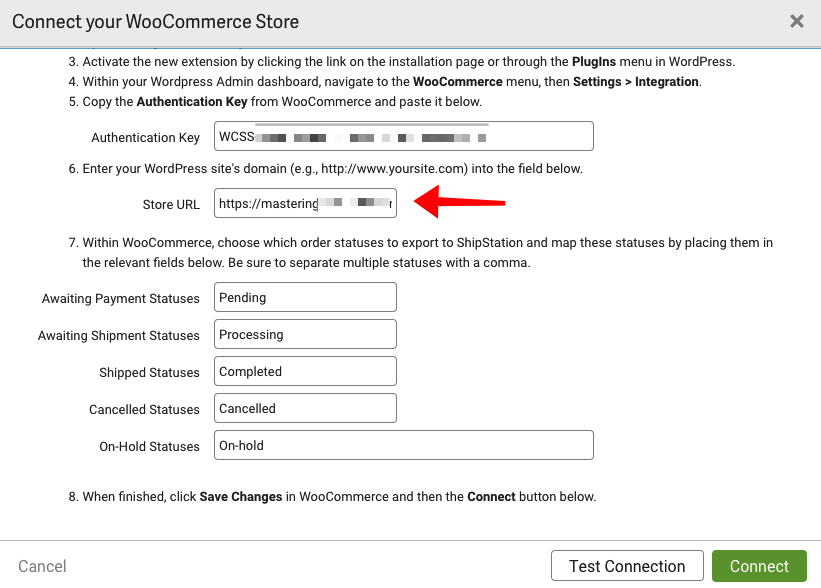 Connect your WooCommerce Store
3. Activate the new extension by clicking the link on the installation page or through the PlugIns menu in WordPress.
4. Within your Wordpress Admin dashboard, navigate to the WooCommerce menu, then Settings > Integration.
5. Copy the Authentication Key from WooCommerce and paste it below.
Authentication Key WCSS
6. Enter your WordPress site's domain (e.g., http://www.yoursite.com) into the field below.
Store URL https://mastering
7. Within WooCommerce, choose which order statuses to export to ShipStation and map these statuses by placing them in
the relevant fields below. Be sure to separate multiple statuses with a comma.
Awaiting Payment Statuses Pending
Awaiting Shipment Statuses Processing
Shipped Statuses Completed
Cancelled Statuses Cancelled
On-Hold Statuses On-hold
8. When finished, click Save Changes in WooCommerce and then the Connect button below.
Cancel Test Connection Connect